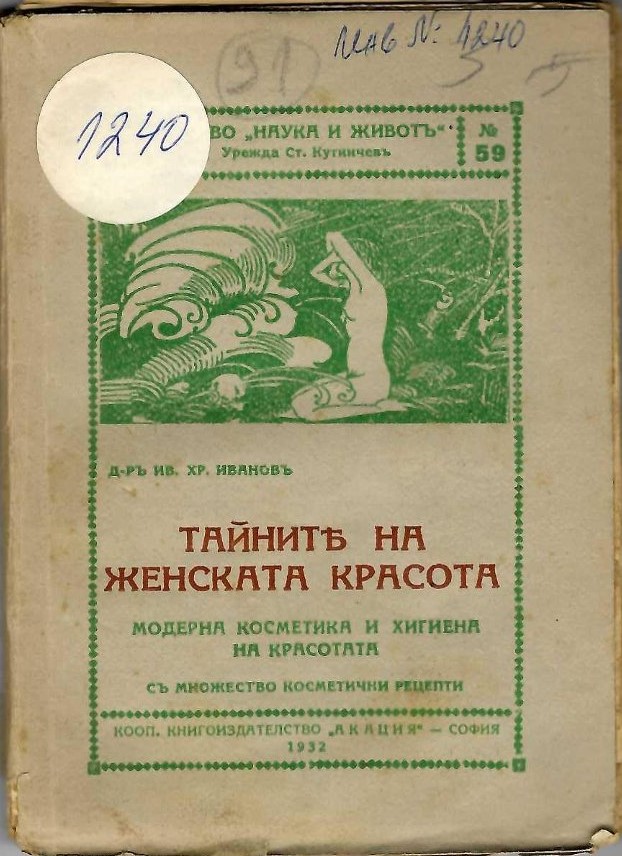 Инв №: 1240
91
1240
ВО „НАУКА И ЖИВОТЪ“
№
Урежда Ст. Кутинчевъ
59
Д-РЪ ИВ. ХР. ИВАНОВЪ
ТАЙНИТѢ НА
ЖЕНСКАТА КРАСОТА
МОДЕРНА КОСМЕТИКА И ХИГИЕНА
НА КРАСОТАТА
СЪ МНОЖЕСТВО КОСМЕТИЧНИ РЕЦЕПТИ
КООП. КНИГОИЗДАТЕЛСТВО „АКАЦИЯ“ — СОФИЯ
1932